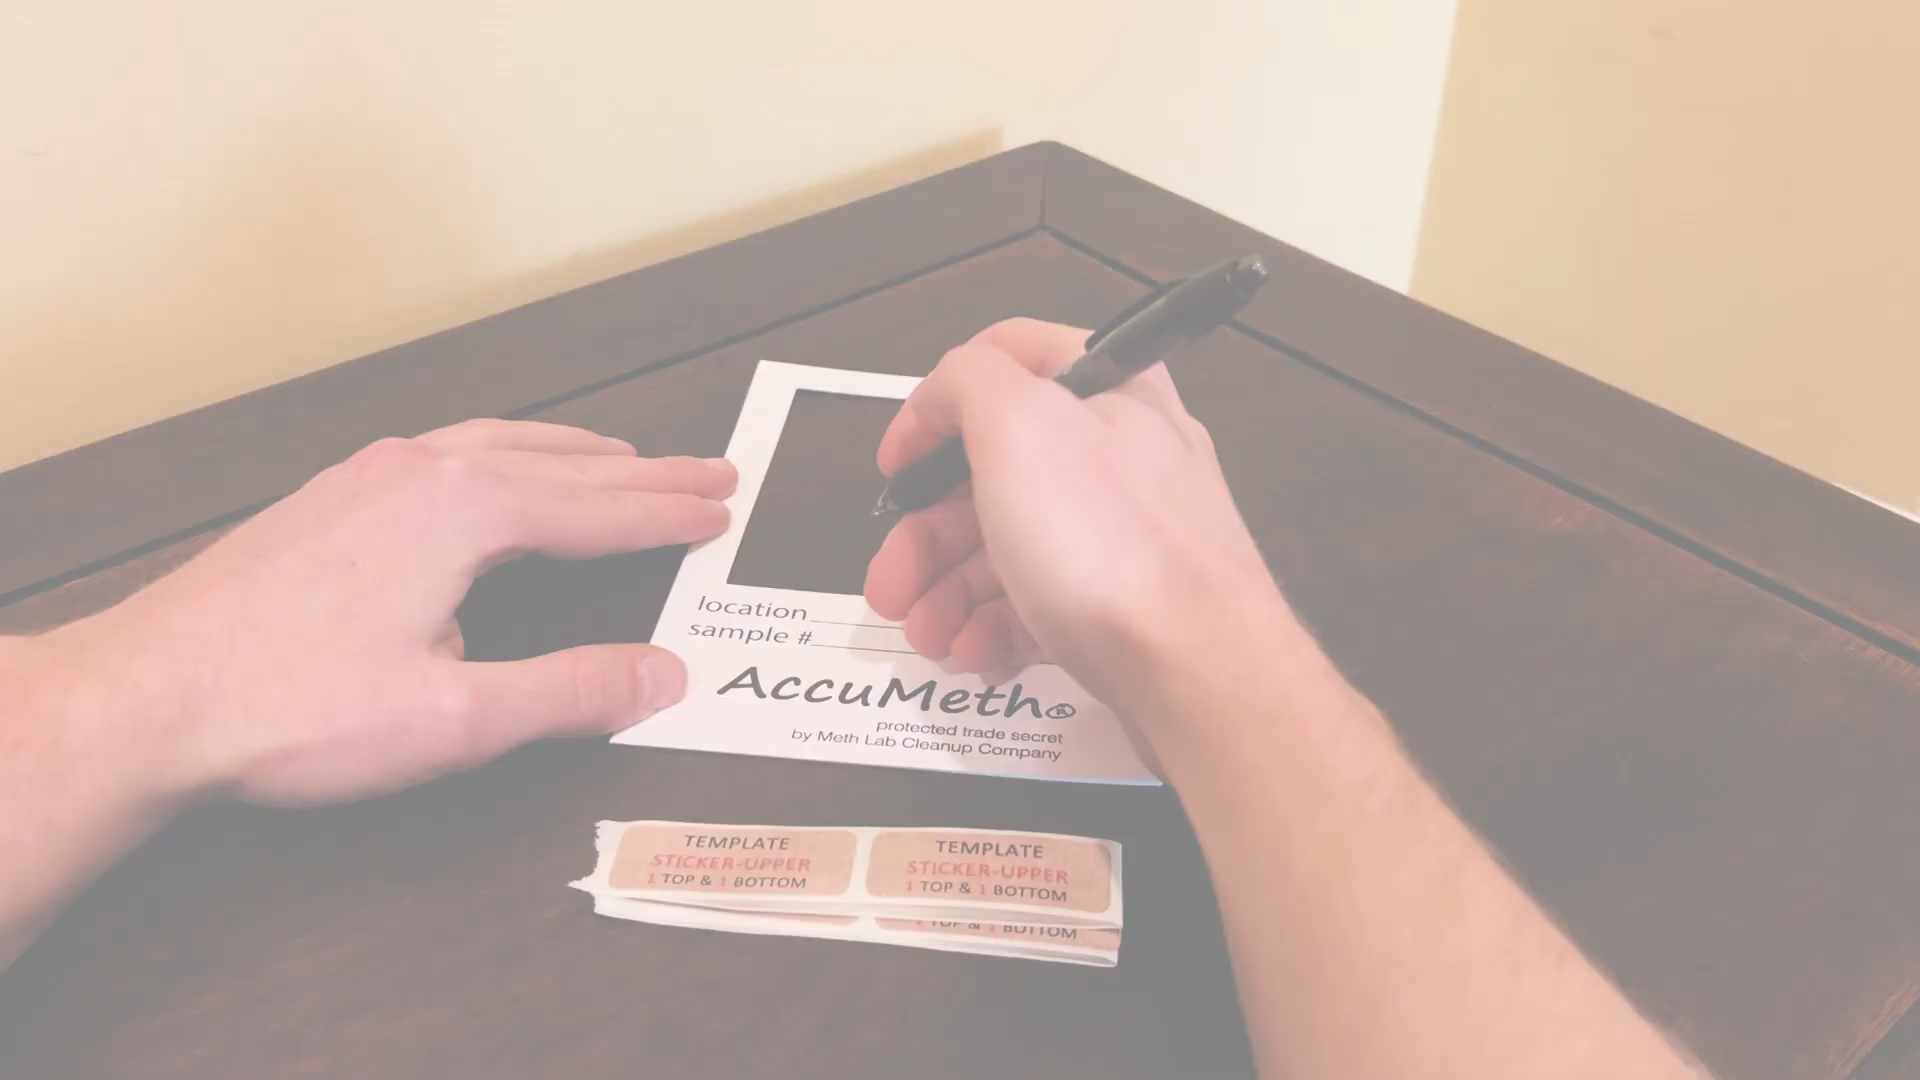 location
sample #
AccuMeth®
protected trade secret
by Meth Lab Cleanup Company
TEMPLATE
STICKER-UPPER
1 TOP & 1 BOTTOM
TEMPLATE
STICKER-UPPER
1 TOP & 1 BOTTOM
1 TOP & 1 BOTTOM